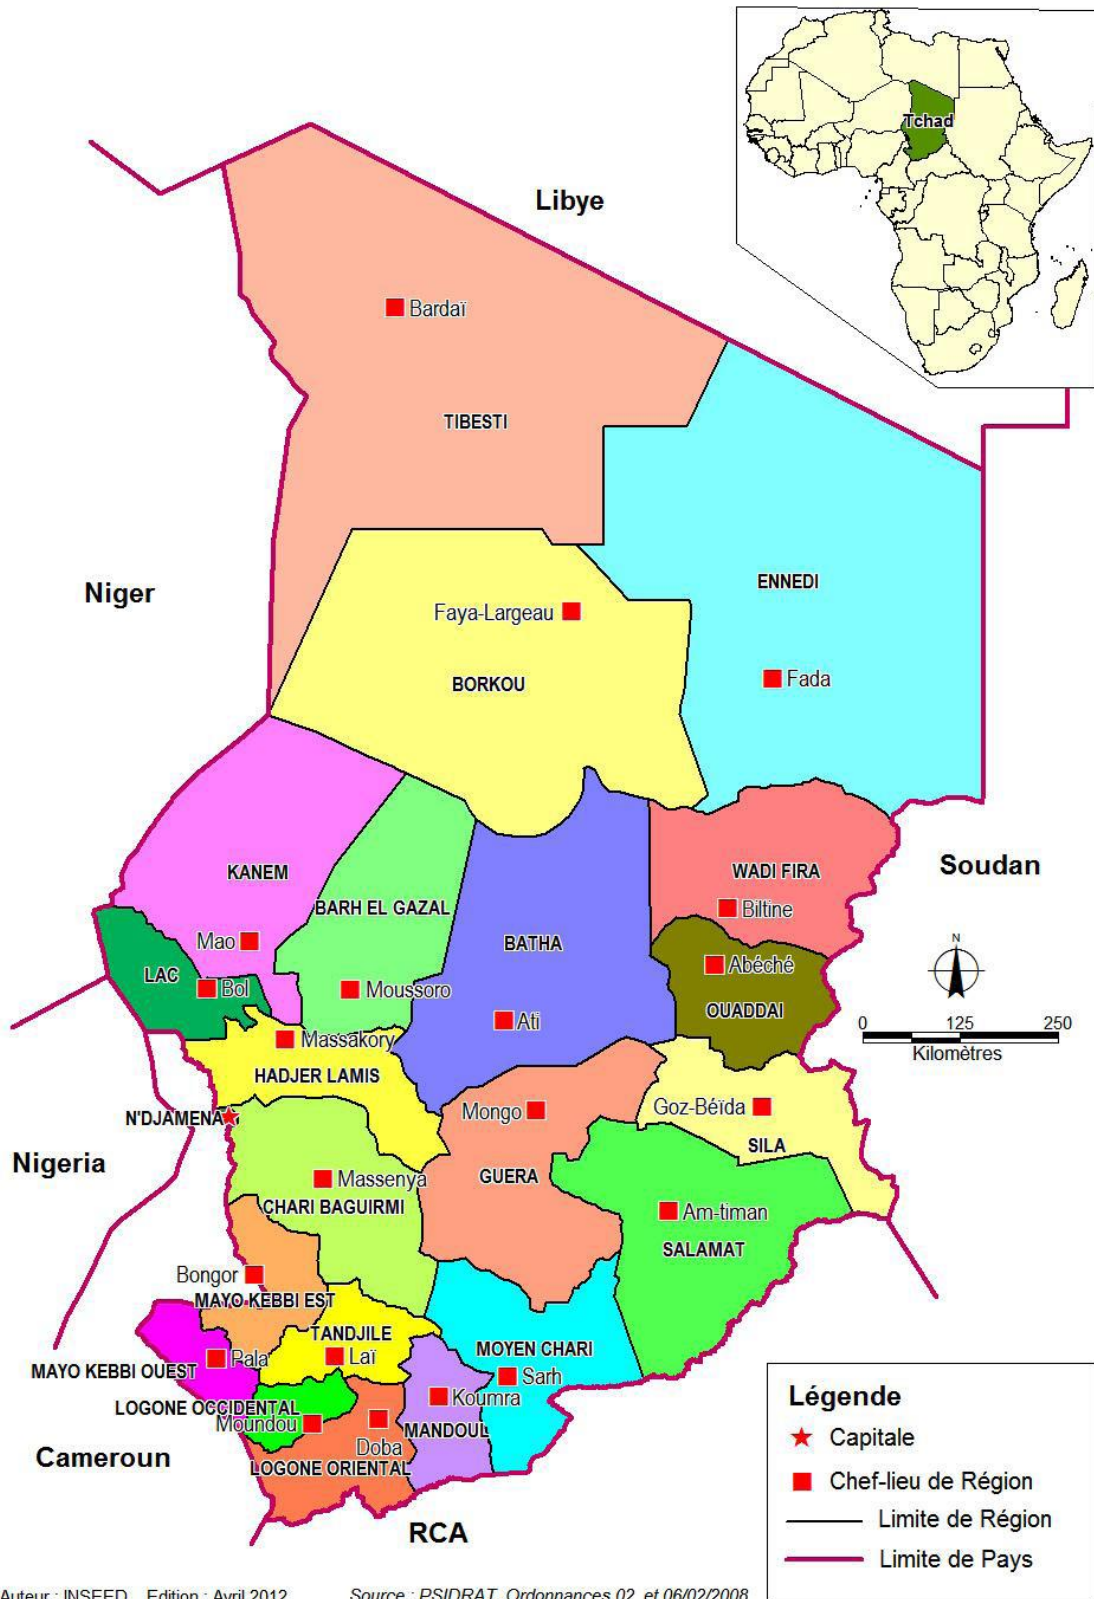 Tchad
Libye
Bardaï
TIBESTI
Niger
ENNEDI
Faya-Largeau
Fada
BORKOU
KANEM
WADI FIRA
Soudan
BARH EL GAZAL
Biltine
Mao
BATHA
N
LAC
Abéché
Bol
Moussoro
OUADDAI
Ati
0 125 250
Kilomètres
Massakory
HADJER LAMIS
N'DJAMENA
Mongo
Goz-Béïda
SILA
Nigeria
Massenya
GUERA
CHARI BAGUIRMI
Am-timan
SALAMAT
Bongor
MAYO KEBBI EST
TANDJILE
MOYEN CHARI
Pala
Laï
MAYO KEBBI OUEST
Sarh
Koumra
LOGONE OCCIDENTAL
Moundou
MANDOUL
Doba
Cameroun
LOGONE ORIENTAL
RCA
Légende
Capitale
Chef-lieu de Région
Limite de Région
Limite de Pays
Auteur : INSEED Edition : Avril 2012 Source : PSIDRAT, Ordonnances 02 et 06/02/2008